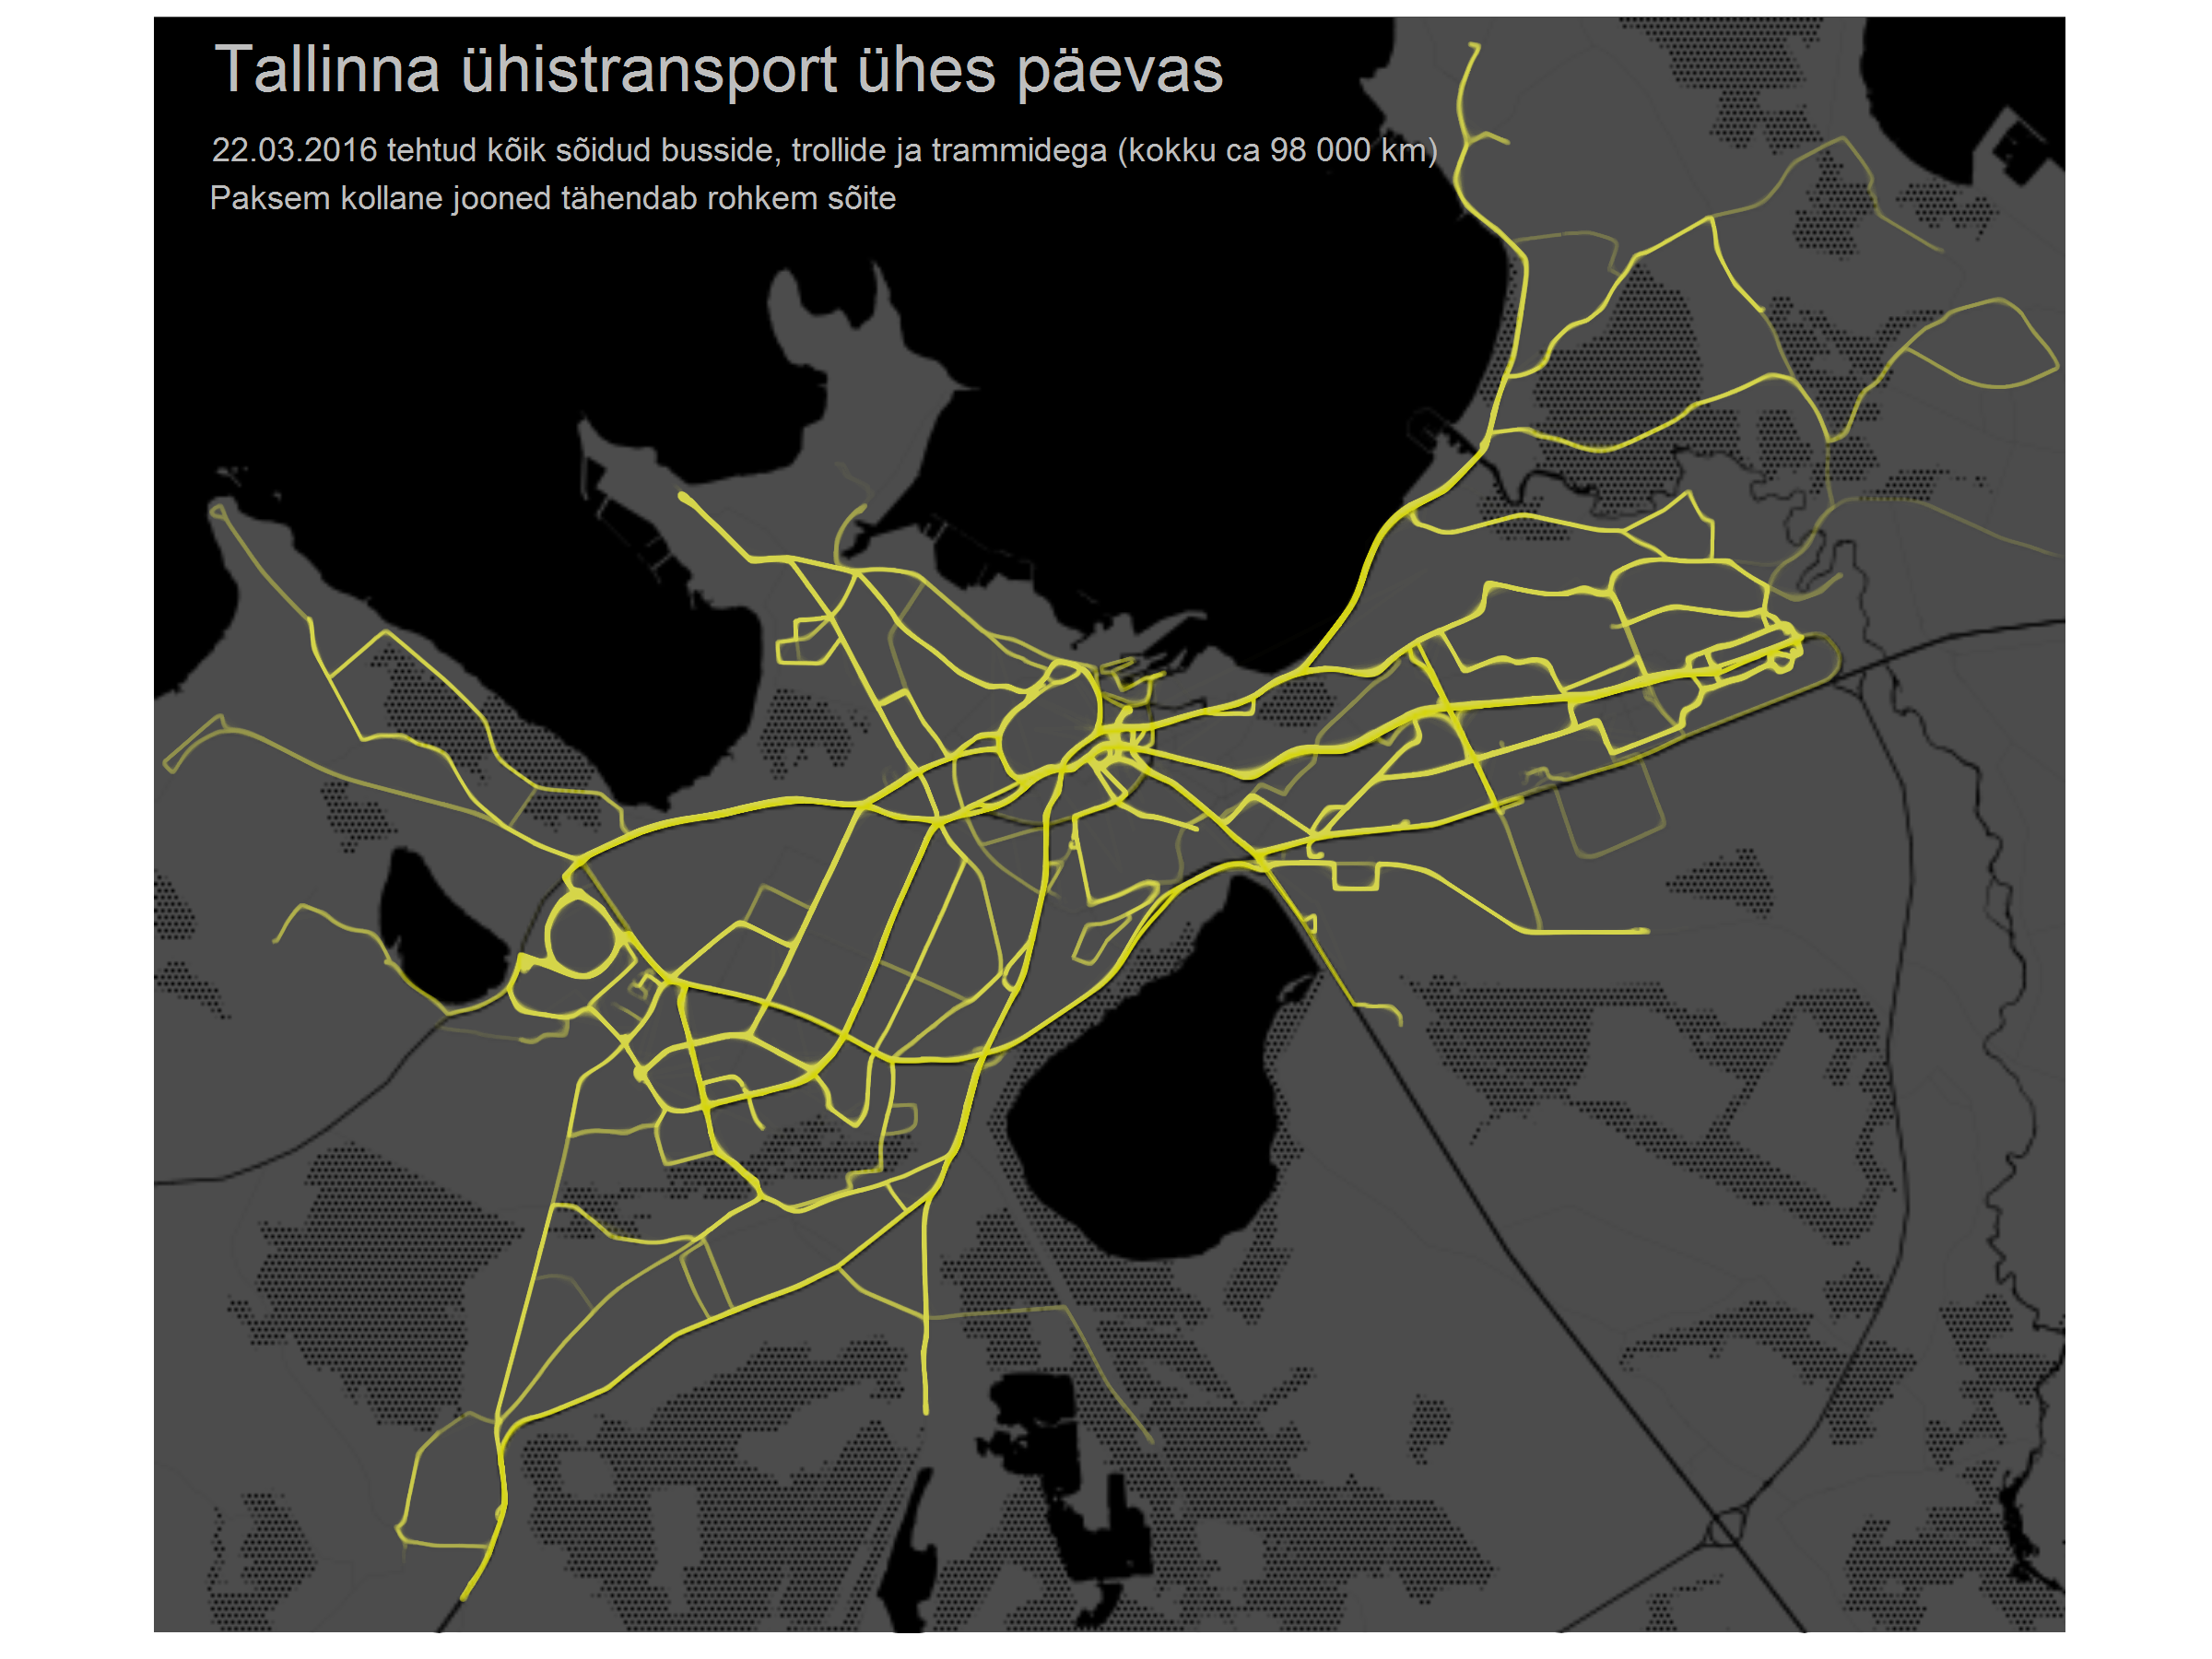 Tallinna ühistransport ühes päevas
22.03.2016 tehtud kõik sõidud busside, trollide ja trammidega (kokku ca 98 000 km)
Paksem kollane jooned tähendab rohkem sõite